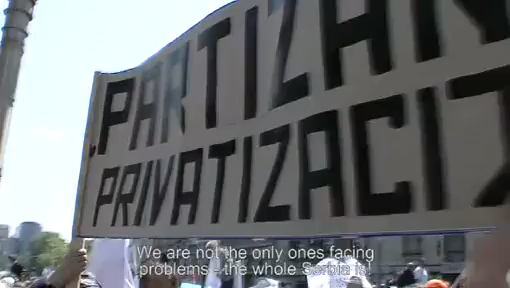 PARTIZAN
PRIVATIZACI
We are not the only ones facing
problems - the whole Serbia is!